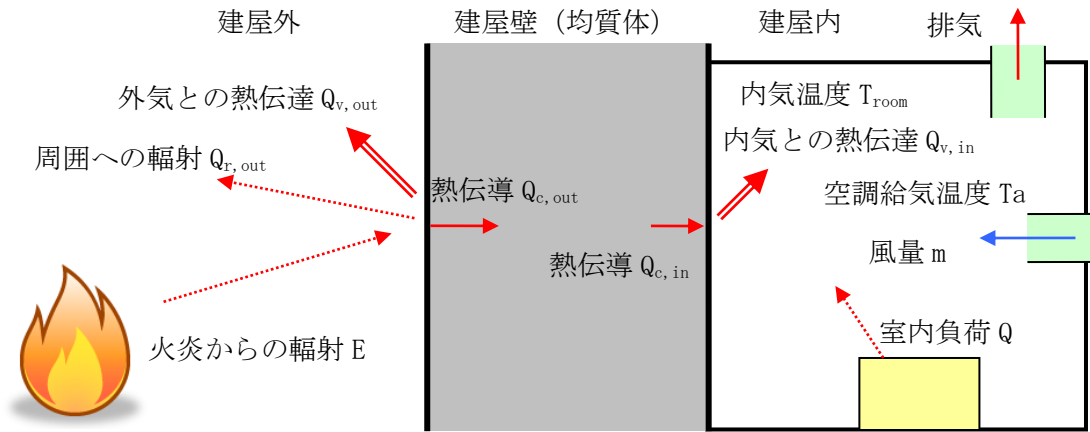 建屋外
建屋壁（均質体）
建屋内
排気
外気との熱伝達 Qv,out
周囲への輻射 Qr,out
火炎からの輻射 E
熱伝導 Qc,out
熱伝導 Qc,in
内気温度 Troom
内気との熱伝達 Qv,in
空調給気温度 Ta
風量 m
室内負荷 Q